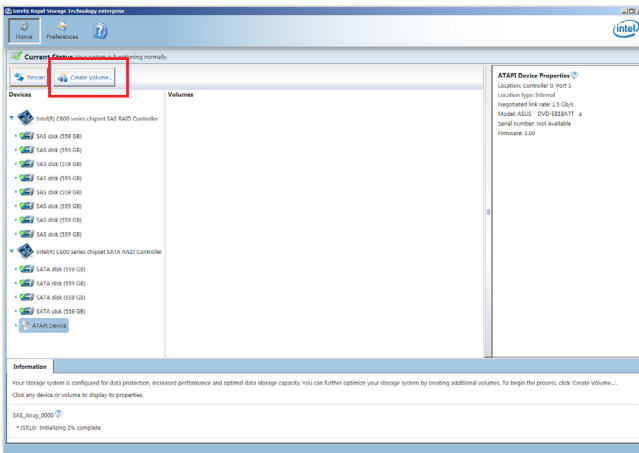 Intel® Rapid Storage Technology enterprise
Home
Preferences
intel
Current Status Your system is functioning normally.
Rescan
Create Volume...
Devices
Volumes
Intel(R) C600 series chipset SAS RAID Controller
SAS disk (559 GB)
SAS disk (559 GB)
SAS disk (559 GB)
SAS disk (559 GB)
SAS disk (559 GB)
SAS disk (559 GB)
SAS disk (559 GB)
SAS disk (559 GB)
Intel(R) C600 series chipset SATA RAID Controller
SATA disk (559 GB)
SATA disk (559 GB)
SATA disk (559 GB)
SATA disk (559 GB)
ATAPI Device
ATAPI Device Properties
Location: Controller 0, Port 5
Location type: Internal
Negotiated link rate: 1.5 Gb/s
Model: ASUS DVD-E818A7T a
Serial number: Not Available
Firmware: 1.00
Information
Your storage system is configured for data protection, increased performance and optimal data storage capacity. You can further optimize your storage system by creating additional volumes. To begin the process, click 'Create Volume...'.
Click any device or volume to display its properties.
SAS_Array_0000
• ISR10: Initializing 2% complete